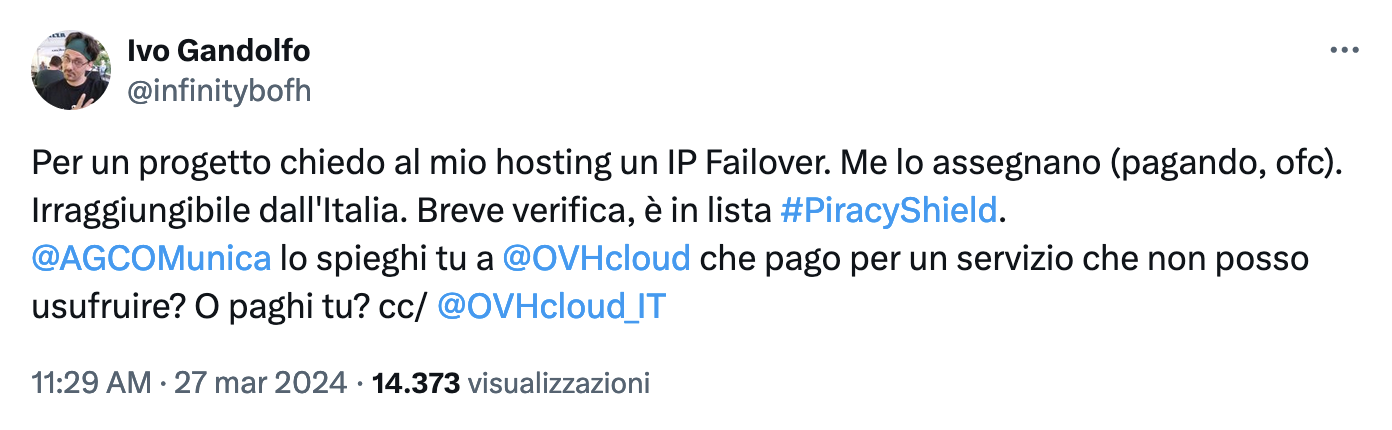 Ivo Gandolfo
@infinitybofh
Per un progetto chiedo al mio hosting un IP Failover. Me lo assegnano (pagando, ofc).
Irraggiungibile dall'Italia. Breve verifica, è in lista #PiracyShield.
@AGCOMunica lo spieghi tu a @OVHcloud che pago per un servizio che non posso
usufruire? O paghi tu? cc/ @OVHcloud_IT
11:29 AM · 27 mar 2024 · 14.373 visualizzazioni